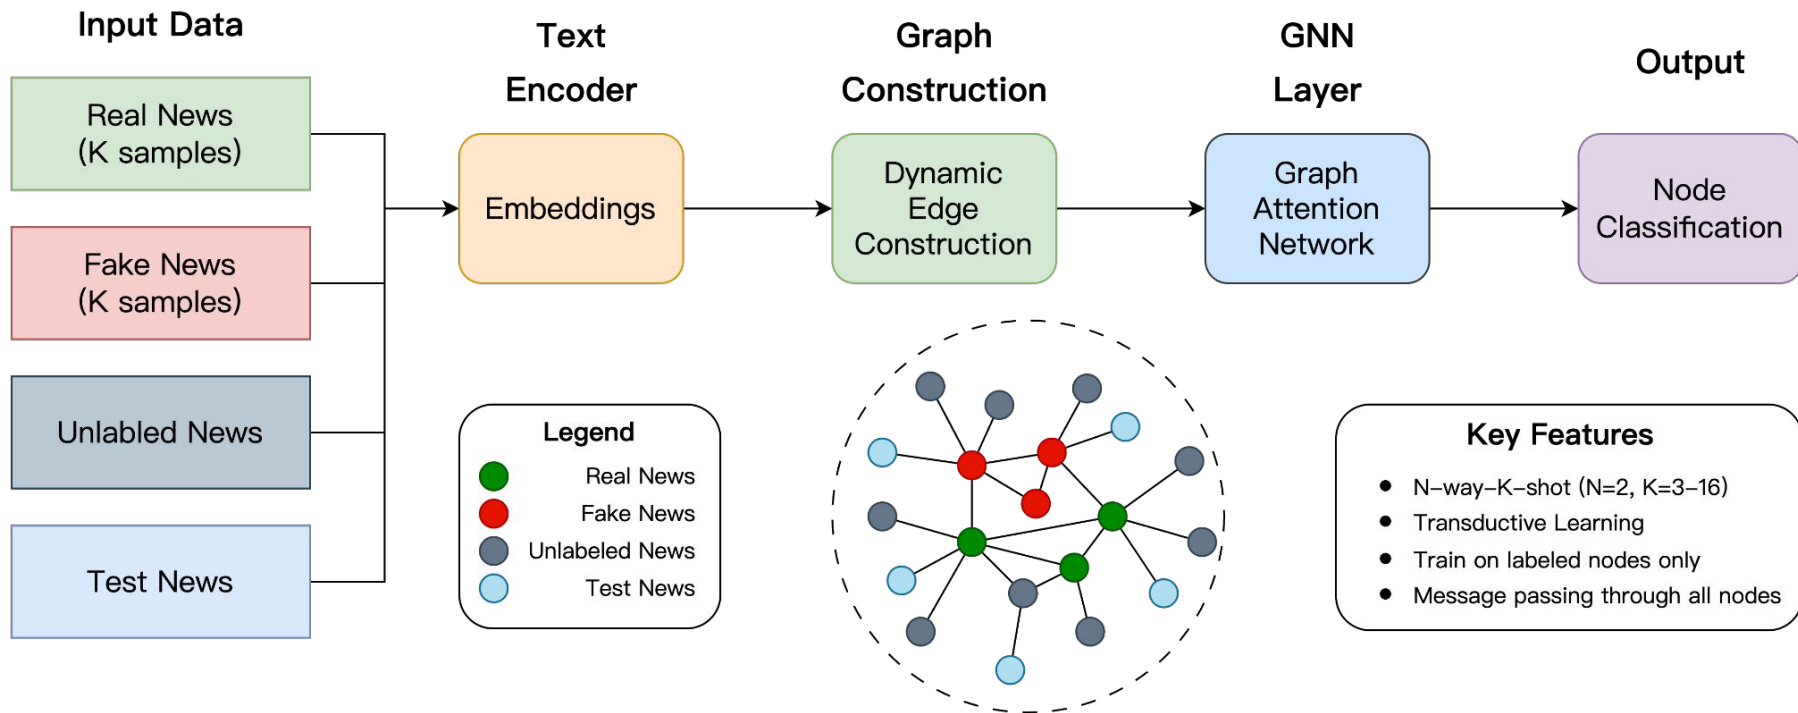 Input Data
Real News
(K samples)
Fake News
(K samples)
Unlabled News
Test News
Text
Encoder
Embeddings
Graph
Construction
Dynamic
Edge
Construction
GNN
Layer
Graph
Attention
Network
Output
Node
Classification
Legend
Real News
Fake News
Unlabeled News
Test News
Key Features
N-way-K-shot (N=2, K=3-16)
Transductive Learning
Train on labeled nodes only
Message passing through all nodes